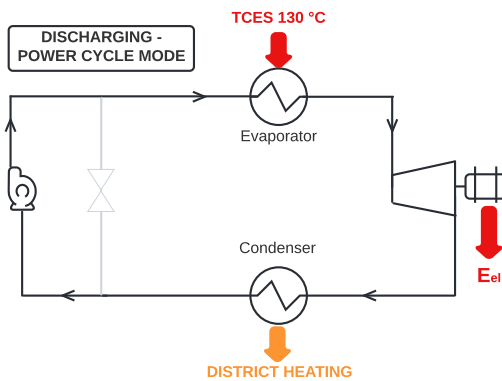 TCES 130 °C
DISCHARGING -
POWER CYCLE MODE
Evaporator
Condenser
Eel
DISTRICT HEATING